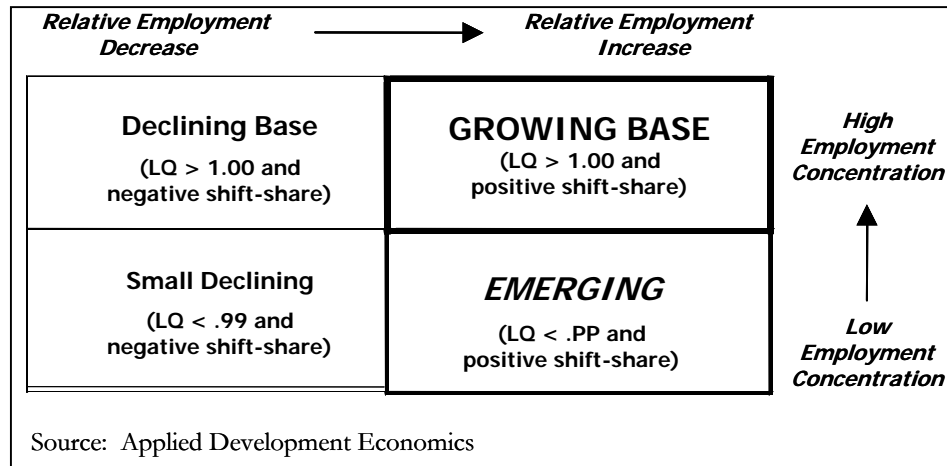 Relative Employment
Decrease
Relative Employment
Increase
Declining Base
(LQ > 1.00 and
negative shift-share)
GROWING BASE
(LQ > 1.00 and
positive shift-share)
High
Employment
Concentration
Small Declining
(LQ < .99 and
negative shift-share)
EMERGING
(LQ < .PP and
positive shift-share)
Low
Employment
Concentration
Source: Applied Development Economics